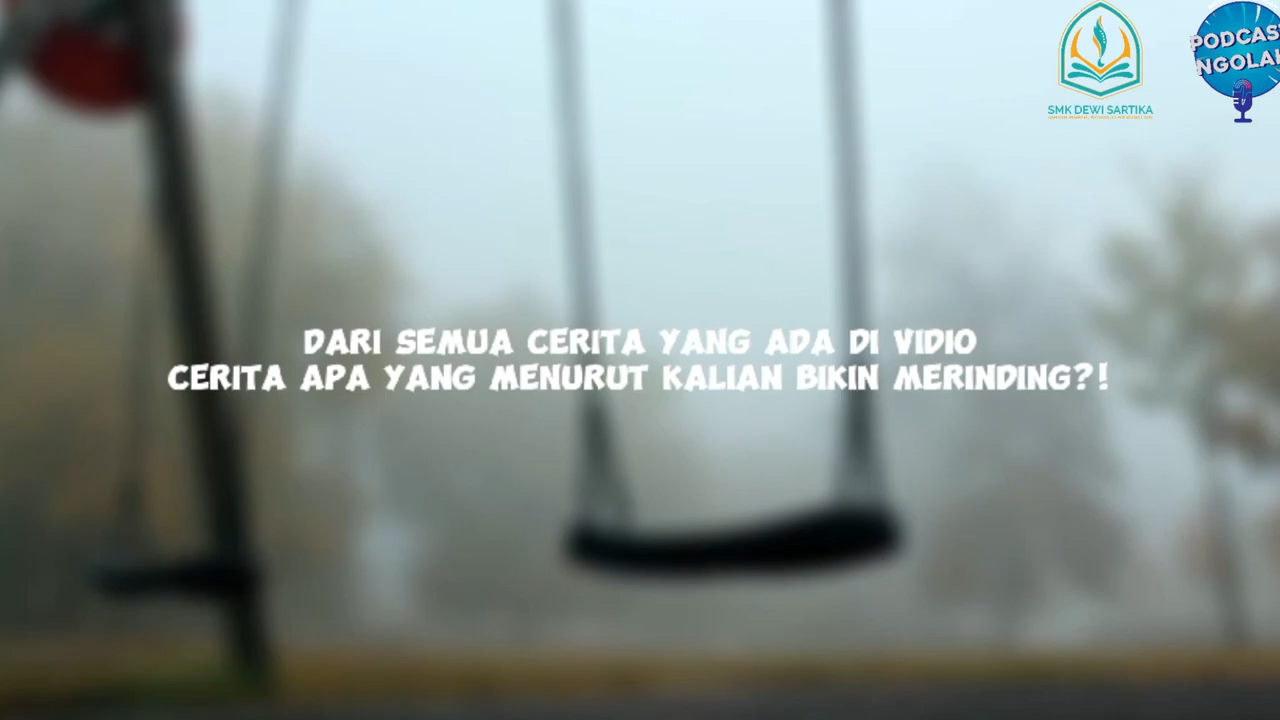 SMK DEWI SARTIKA
PODCAS
NGOLA
DARI SEMUA CERITA YANG ADA DI VIDIO
CERITA APA YANG MENURUT KALIAN BIKIN MERINDING?!